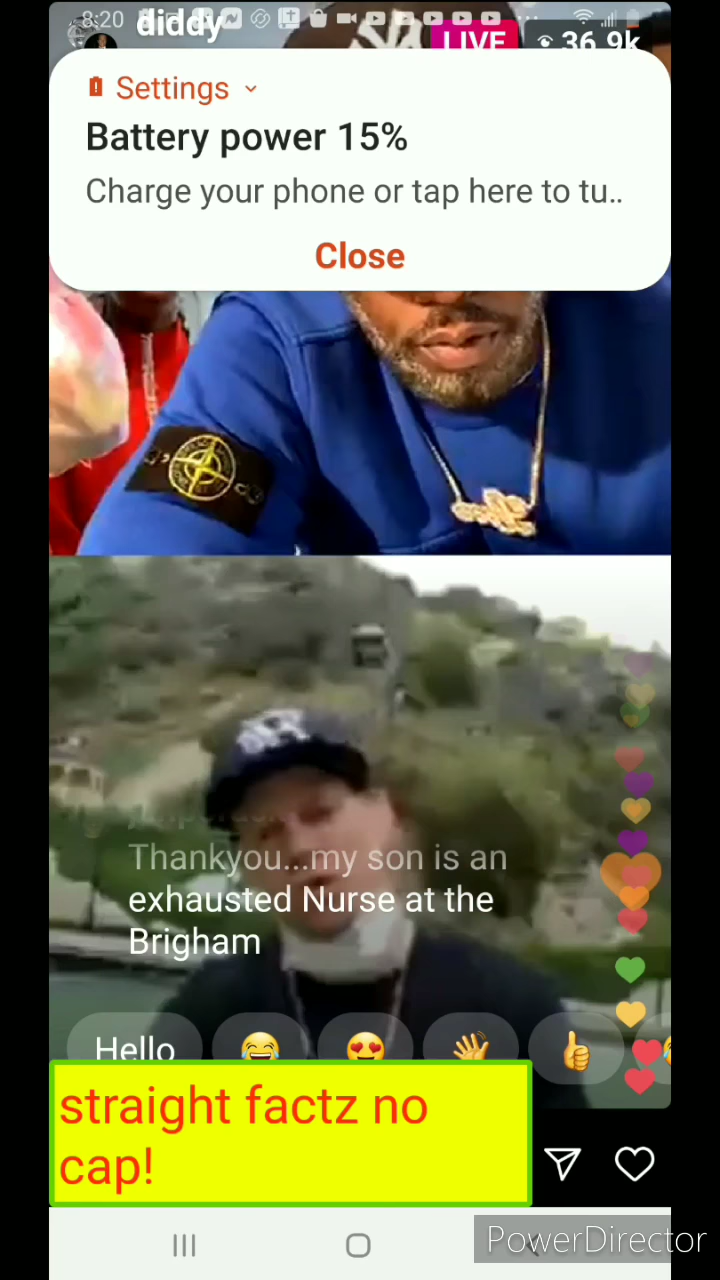 8:20
diddy
LIVE
36.9k
Settings
Battery power 15%
Charge your phone or tap here to tu..
Close
Thankyou...my son is an
exhausted Nurse at the
Brigham
Hello
straight factz no
cap!
PowerDirector